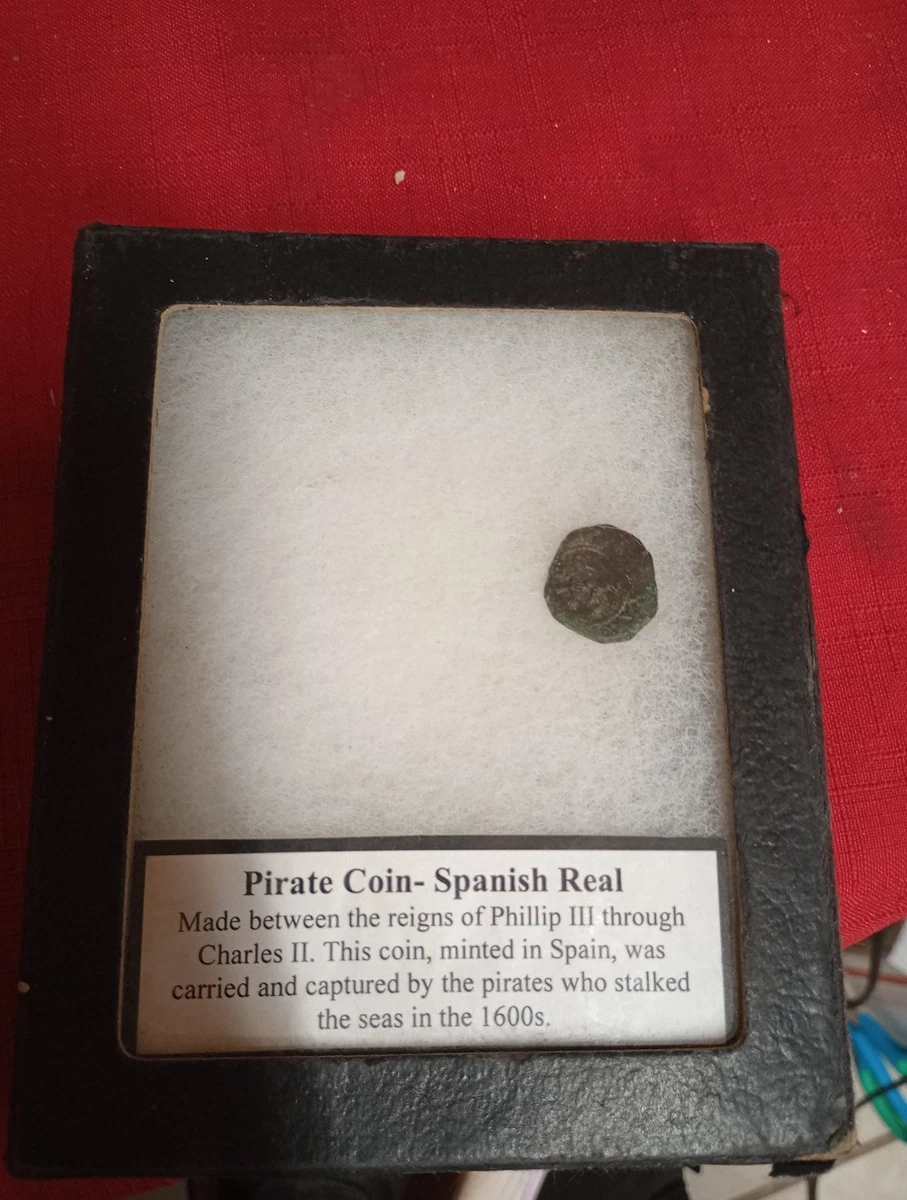 Pirate Coin- Spanish Real
Made between the reigns of Phillip III through
Charles II. This coin, minted in Spain, was
carried and captured by the pirates who stalked
the seas in the 1600s.